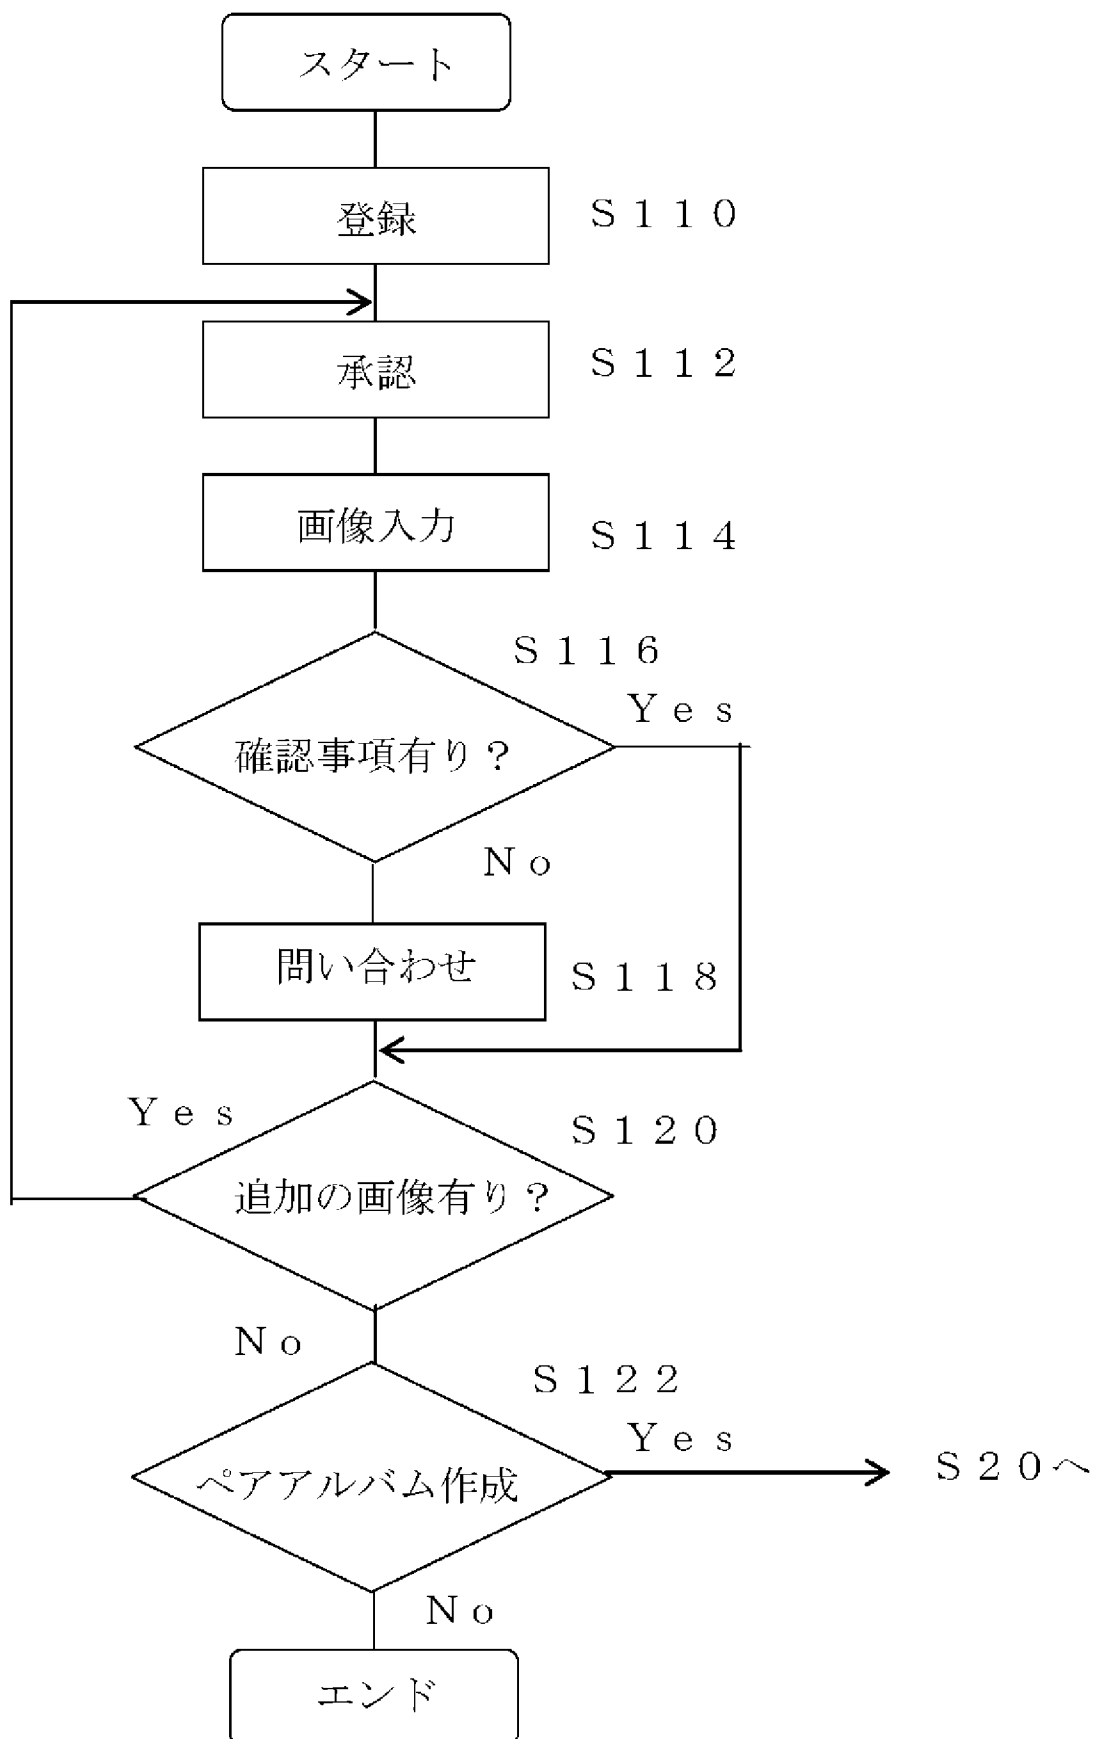 スタート
登録
S110
承認
S112
画像入力
S114
S116
Yes
確認事項有り?
No
問い合わせ
S118
Yes
S120
追加の画像有り?
No
S122
Yes
ペアアルバム作成
S20へ
No
エンド